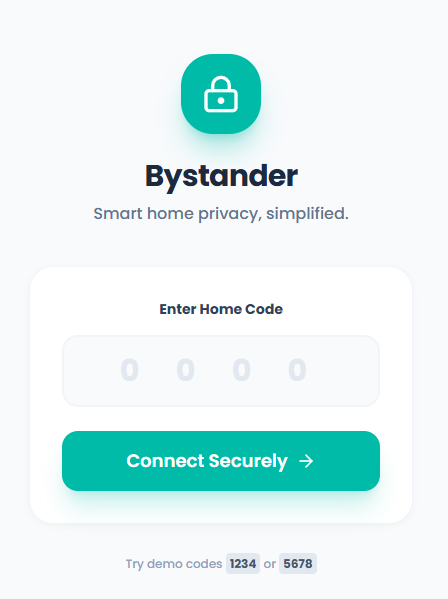 Bystander
Smart home privacy, simplified.
Enter Home Code
0 0 0 0
Connect Securely →
Try demo codes 1234 or 5678